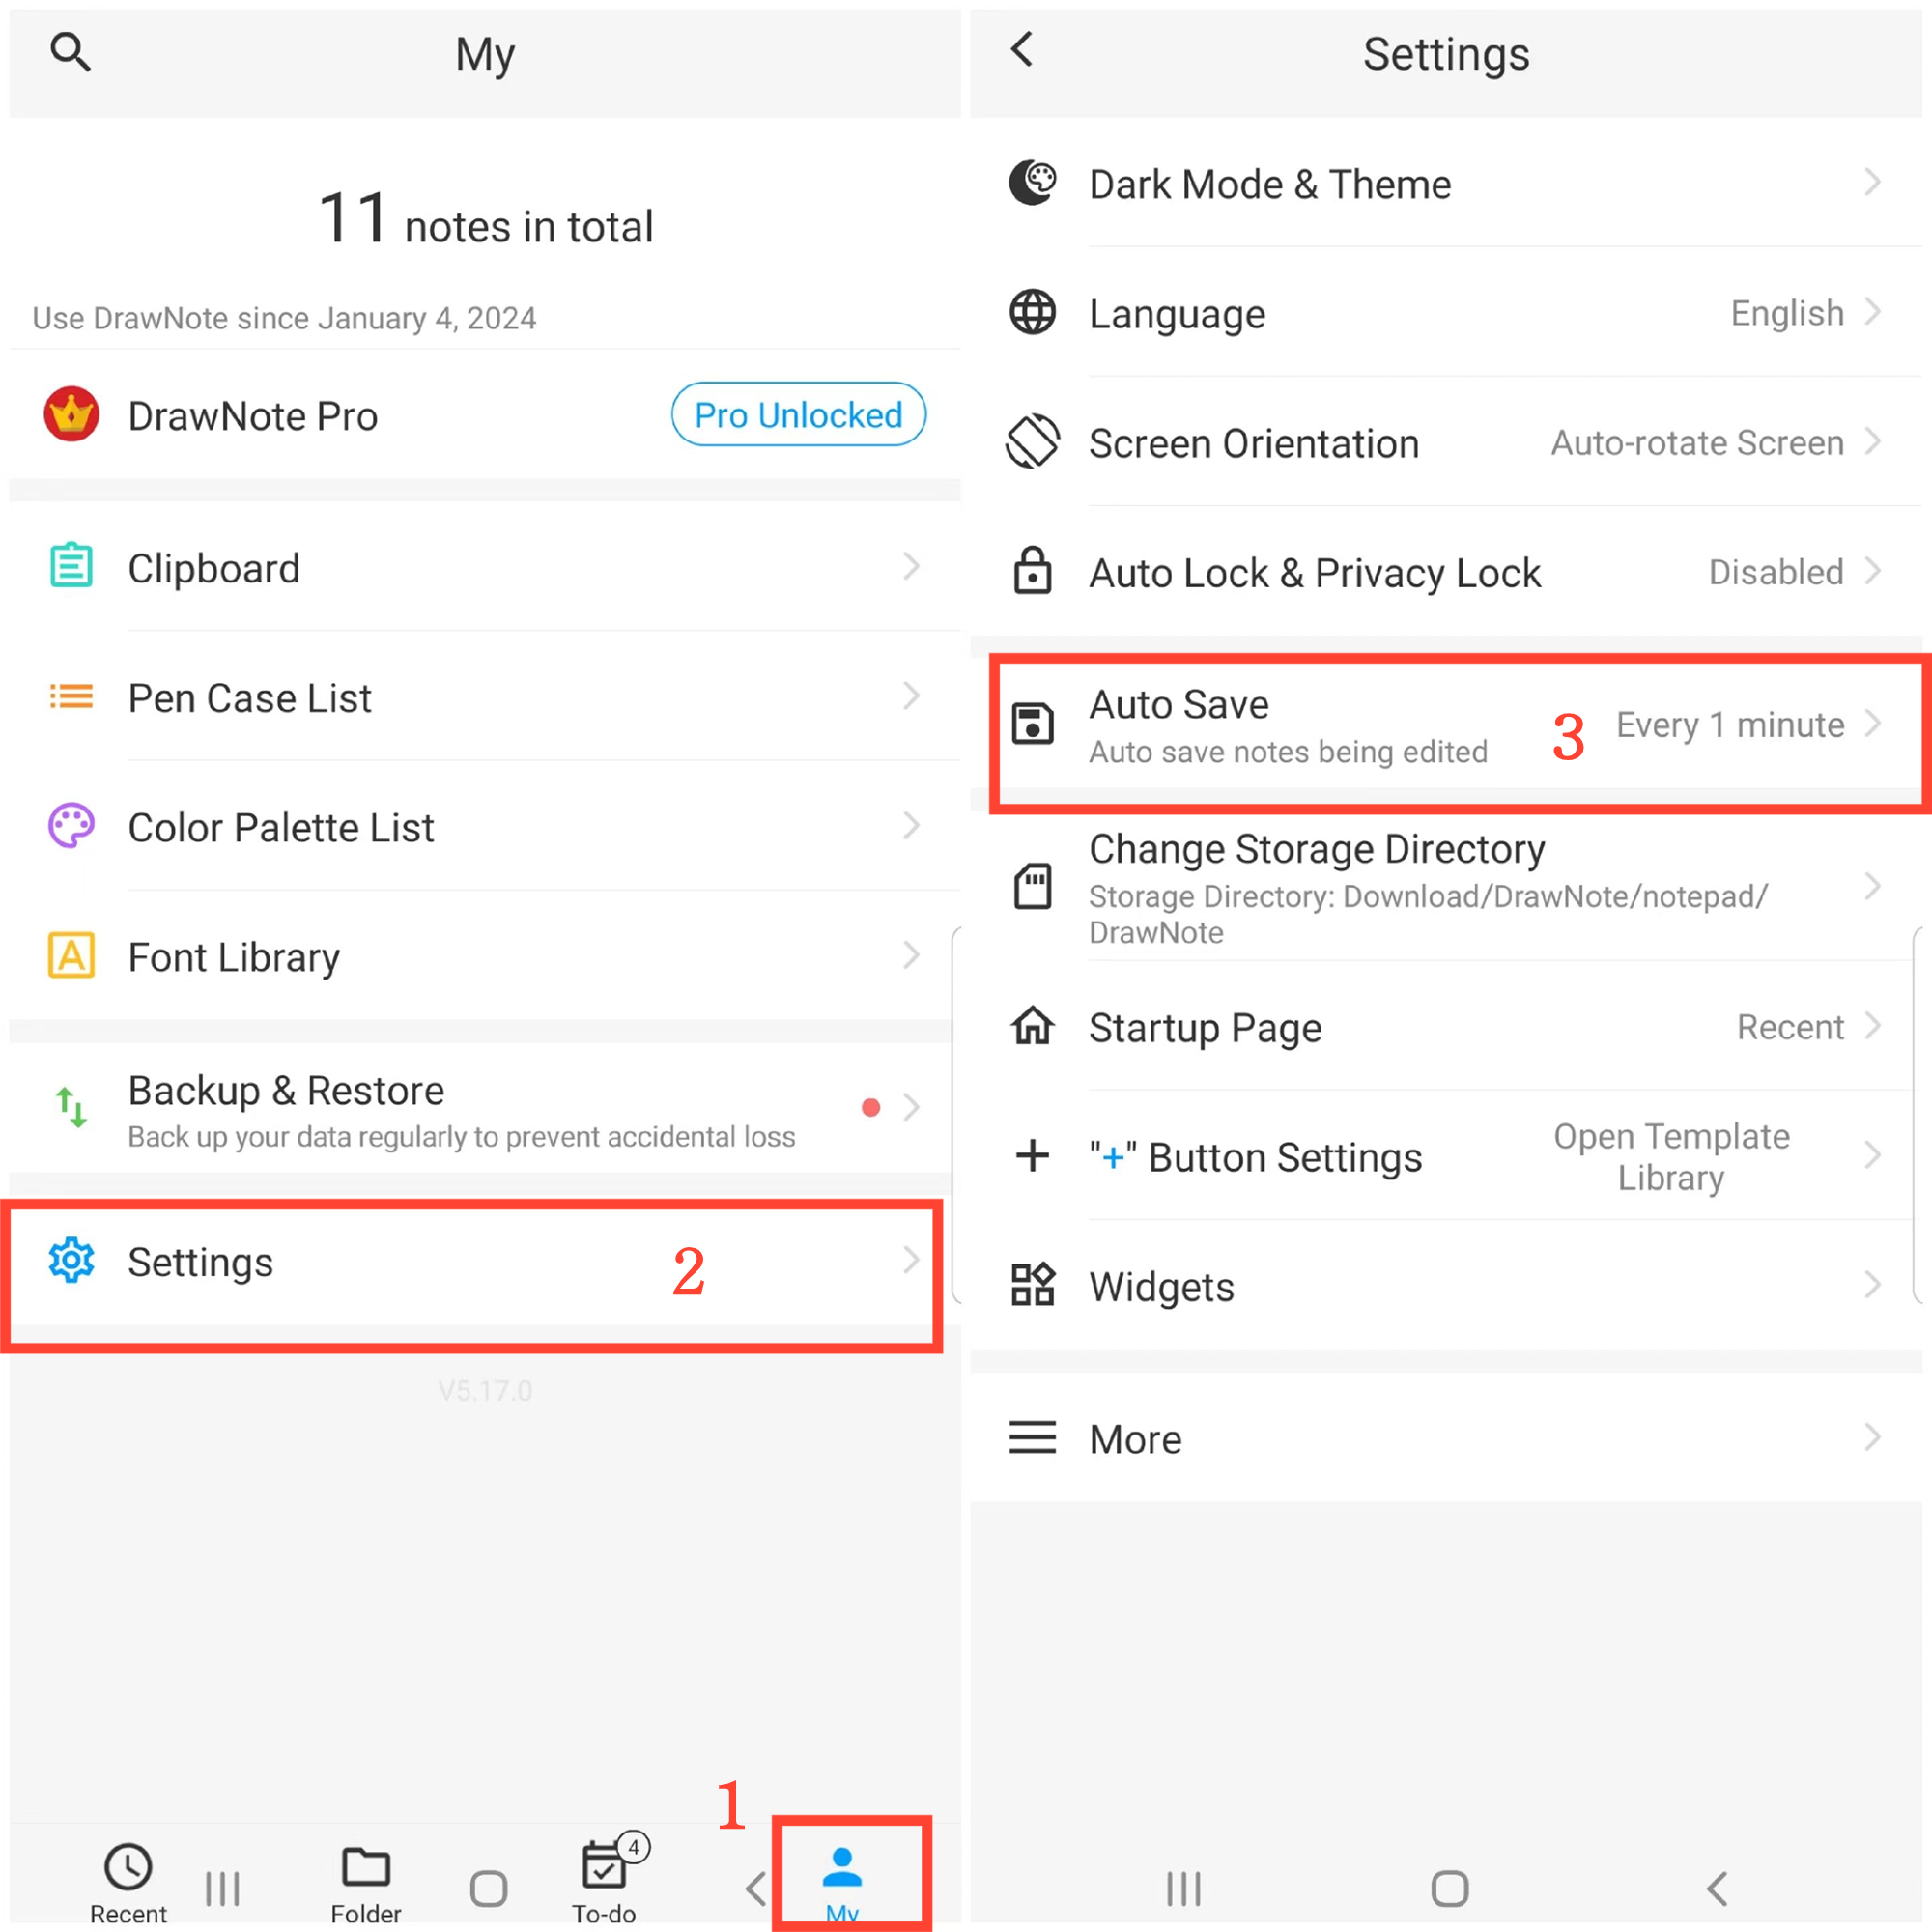 My
11 notes in total
Use DrawNote since January 4, 2024
DrawNote Pro
Pro Unlocked
Clipboard
Pen Case List
Color Palette List
A Font Library
Backup & Restore
Back up your data regularly to prevent accidental loss
Settings
2
V5.17.0
1
4
Recent
Folder
To-do
My
Settings
Dark Mode & Theme
Language
English
Screen Orientation
Auto-rotate Screen
Auto Lock & Privacy Lock
Disabled
Auto Save
Auto save notes being edited
3
Every 1 minute
Change Storage Directory
Storage Directory: Download/DrawNote/notepad/
DrawNote
Startup Page
Recent
"+" Button Settings
Open Template
Library
Widgets
More